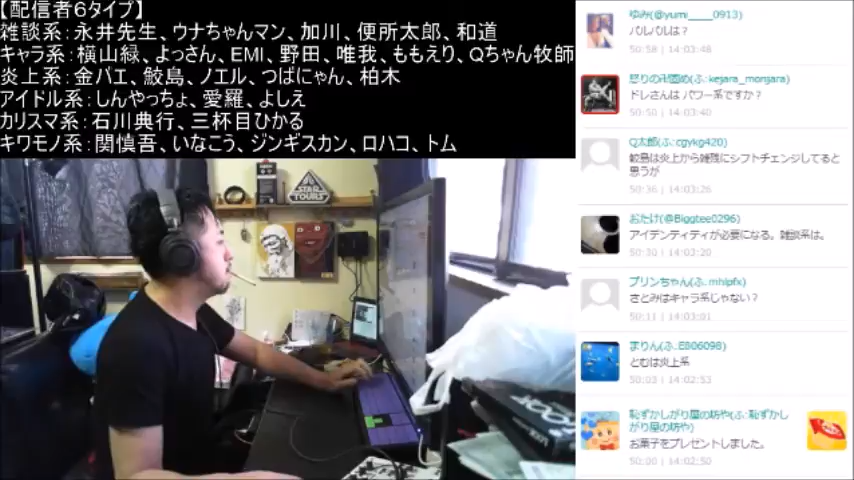 【配信者6タイプ】
雑談系：永井先生、ウナちゃんマン、加川、便所太郎、和道
キャラ系：横山緑、よっさん、EMI、野田、唯我、ももえり、Qちゃん牧師
炎上系：金バエ、鮫島、ノエル、つばにゃん、柏木
アイドル系：しんやっちょ、愛羅、よしえ
カリスマ系：石川典行、三杯目ひかる
キワモノ系：関慎吾、いなこう、ジンギスカン、ロハコ、トム
STAR
TOURS
ゆみ(@yumi____0913)
バルバルは？
50:58 | 14:03:48
怒りの卍固め(ふ:kejara_monjara)
ドレさんは パワー系ですか？
50:50 | 14:03:40
Q太郎(ふ:cgykg420)
鮫島は炎上から雑談にシフトチェンジしてると
思うが
50:36 | 14:03:26
おたけ(@Biggtee0296)
アイデンティティが必要になる。雑談系は。
50:30 | 14:03:20
プリンちゃん(ふ:mhlpfx)
さとみはキャラ系じゃない？
50:11 | 14:03:01
まりん(ふ:E806098)
とむは炎上系
50:03 | 14:02:53
恥ずかしがり屋の坊や(ふ:恥ずかし
がり屋の坊や)
お菓子をプレゼントしました。
50:00 | 14:02:50